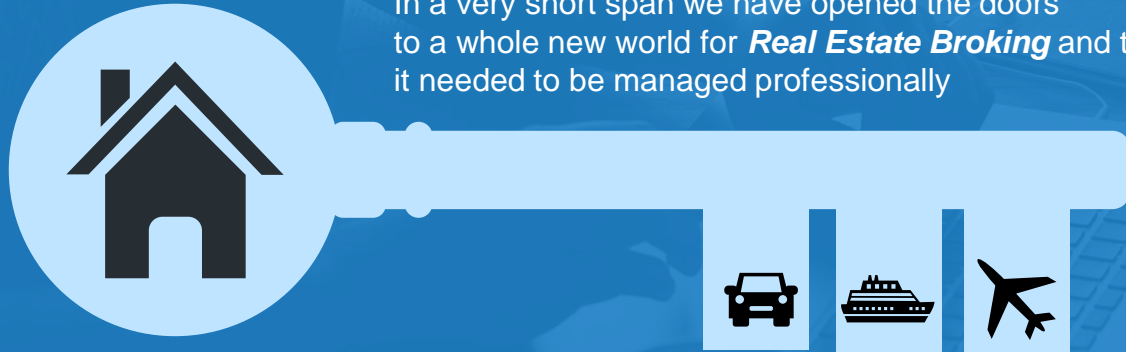 In a very short span we have opened the doors
to a whole new world for Real Estate Broking and
it needed to be managed professionally